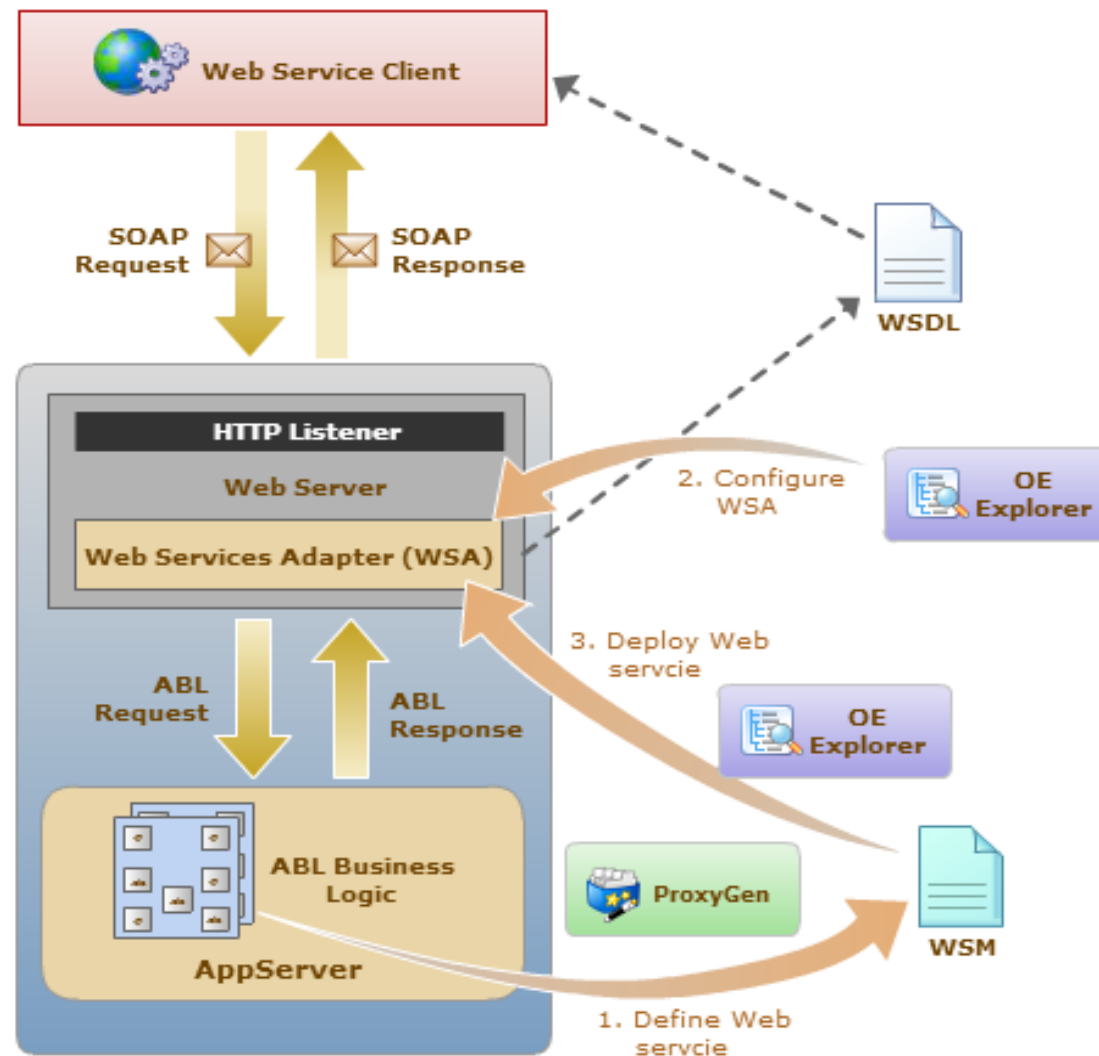 Web Service Client
SOAP
Request
SOAP
Response
WSDL
HTTP Listener
Web Server
Web Services Adapter (WSA)
2. Configure
WSA
OE
Explorer
3. Deploy Web
servcie
ABL
Request
ABL
Response
OE
Explorer
ABL Business
Logic
AppServer
ProxyGen
WSM
1. Define Web
servcie